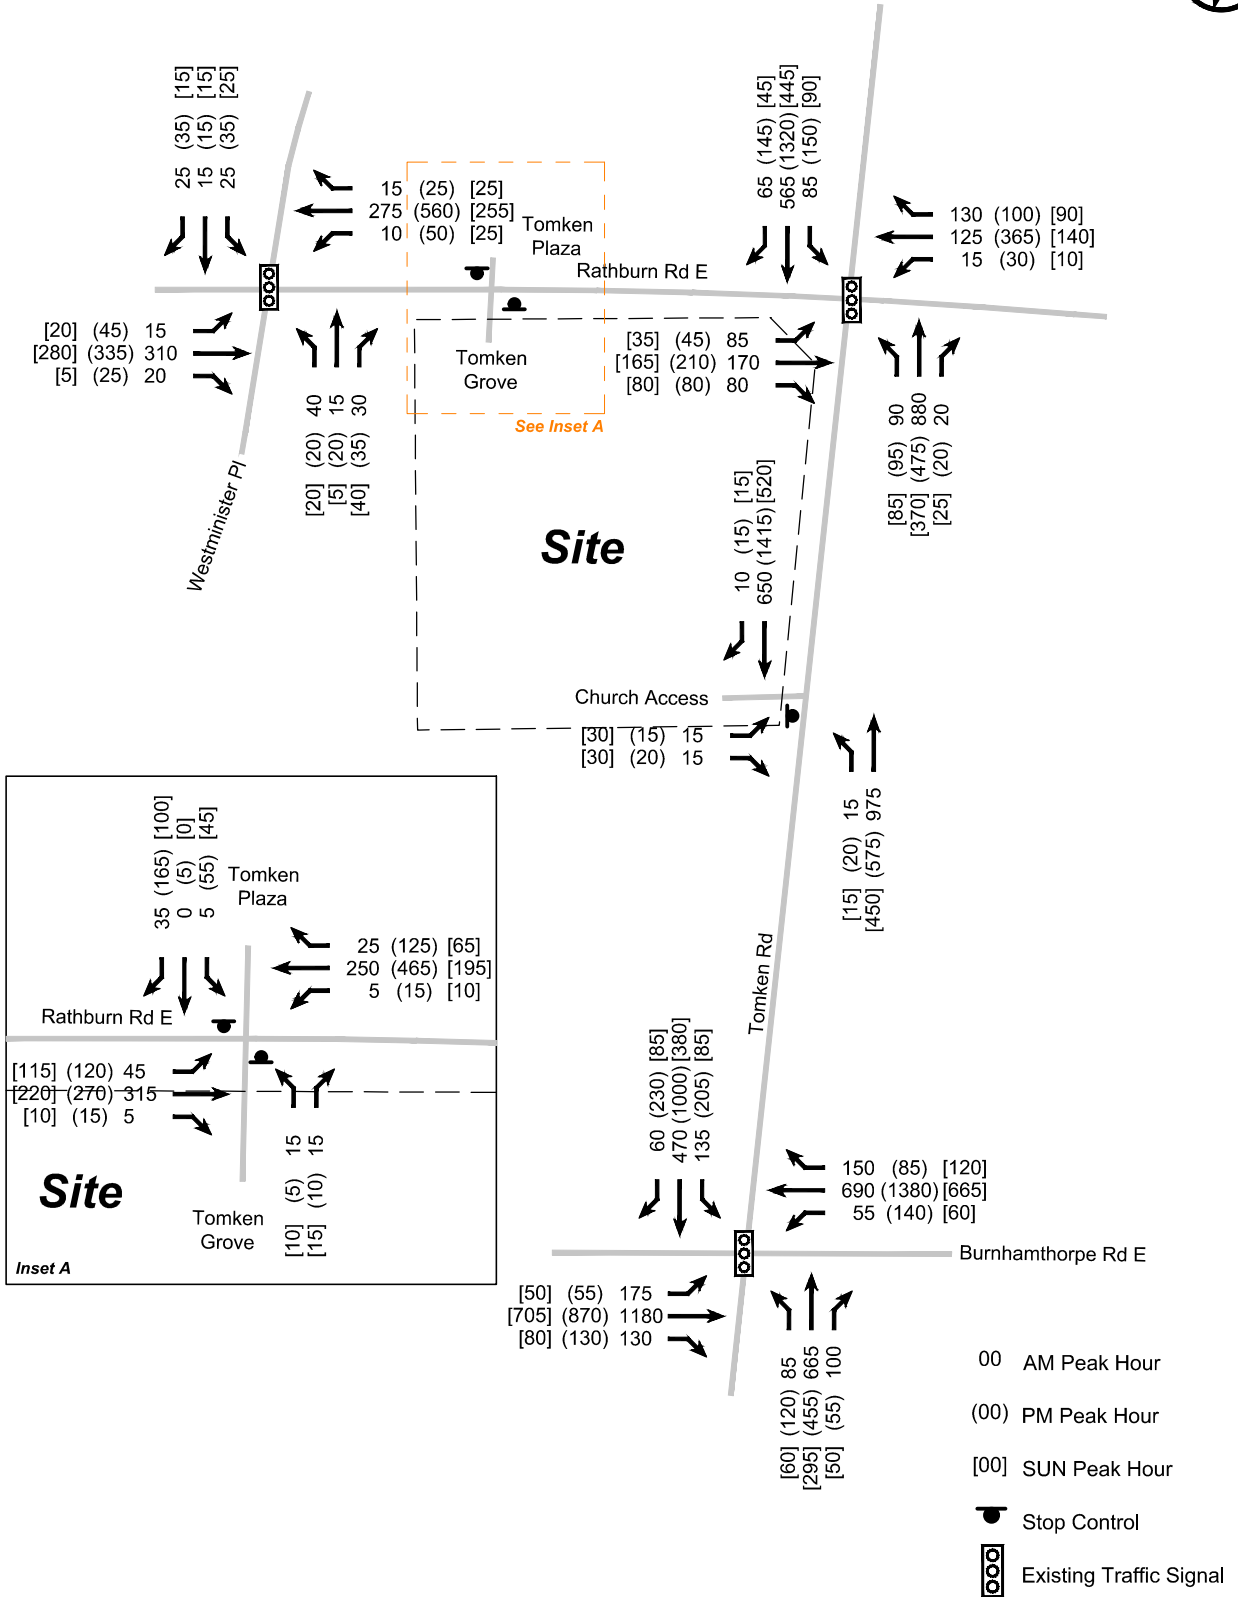 25 (35) [15]
15 (15) [15]
25 (35) [25]
15 (25) [25]
275 (560) [255]
10 (50) [25]
Tomken
Plaza
65 (145) [45]
565 (1320) [445]
85 (150) [90]
130 (100) [90]
125 (365) [140]
15 (30) [10]
Rathburn Rd E
[20] (45) 15
[280] (335) 310
[5] (25) 20
[20] (20) 40
[5] (20) 15
[40] (35) 30
Westminister Pl
Tomken
Grove
See Inset A
[35] (45) 85
[165] (210) 170
[80] (80) 80
[85] (95) 90
[370] (475) 880
[25] (20) 20
Site
10 (15) [15]
650 (1415) [520]
Church Access
[30] (15) 15
[30] (20) 15
[15] (20) 15
[450] (575) 975
Tomken Rd
35 (165) [100]
0 (5) [0]
5 (55) [45]
Tomken
Plaza
25 (125) [65]
250 (465) [195]
5 (15) [10]
Rathburn Rd E
[115] (120) 45
[220] (270) 315
[10] (15) 5
[10] (5) 15
[15] (10) 15
Site
Tomken
Grove
Inset A
60 (230) [85]
470 (1000) [380]
135 (205) [85]
150 (85) [120]
690 (1380) [665]
55 (140) [60]
Burnhamthorpe Rd E
[50] (55) 175
[705] (870) 1180
[80] (130) 130
[60] (120) 85
[295] (455) 665
[50] (55) 100
00 AM Peak Hour
(00) PM Peak Hour
[00] SUN Peak Hour
Stop Control
Existing Traffic Signal